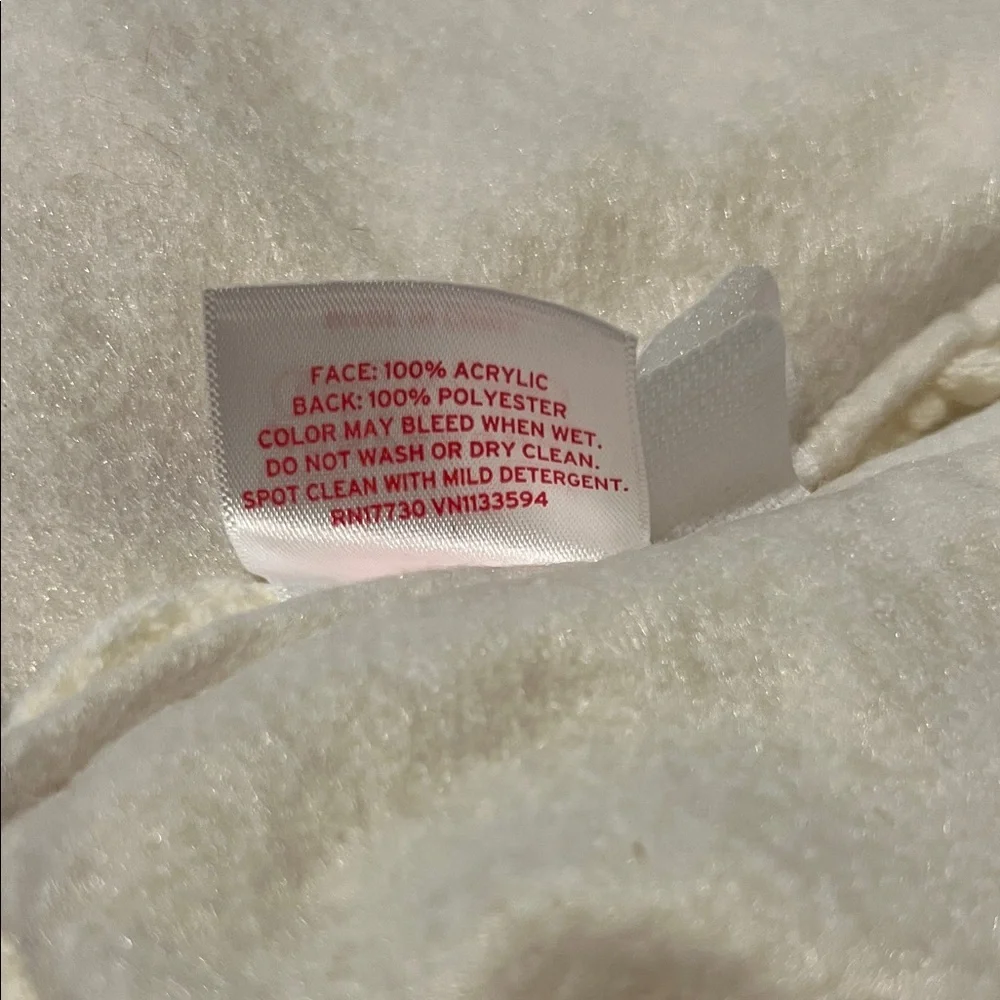 FACE: 100% ACRYLIC
BACK: 100% POLYESTER
COLOR MAY BLEED WHEN WET.
DO NOT WASH OR DRY CLEAN.
SPOT CLEAN WITH MILD DETERGENT.
RN17730 VN1133594